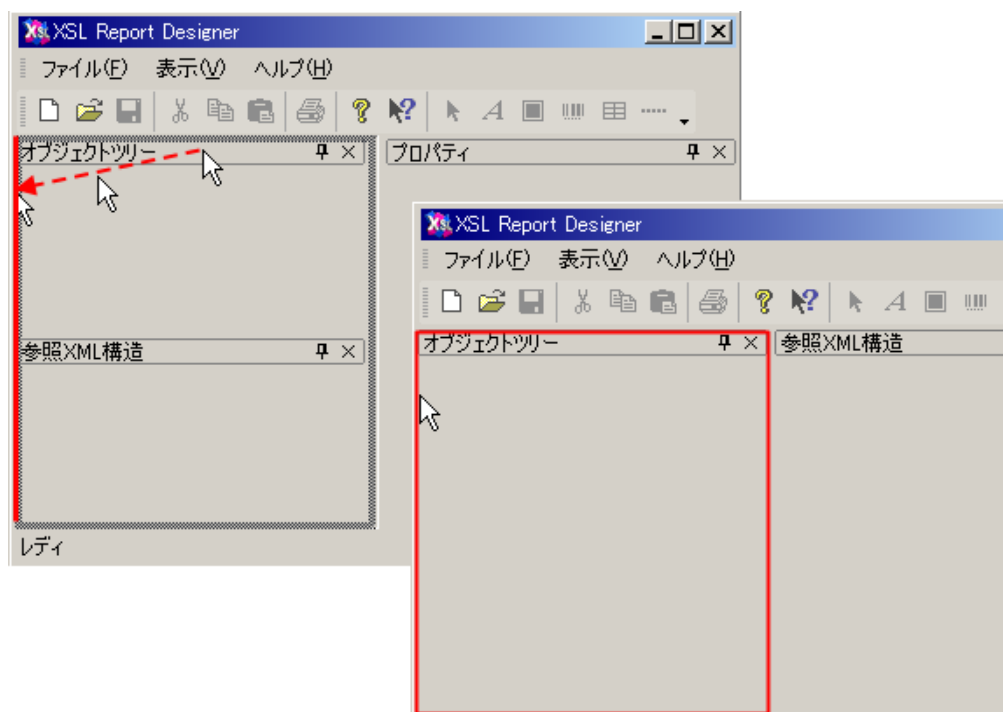 XSL Report Designer
ファイル(F) 表示(V) ヘルプ(H)
オブジェクトツリー
プロパティ
参照XML構造
レディ
XSL Report Designer
ファイル(F) 表示(V) ヘルプ(H)
オブジェクトツリー
参照XML構造